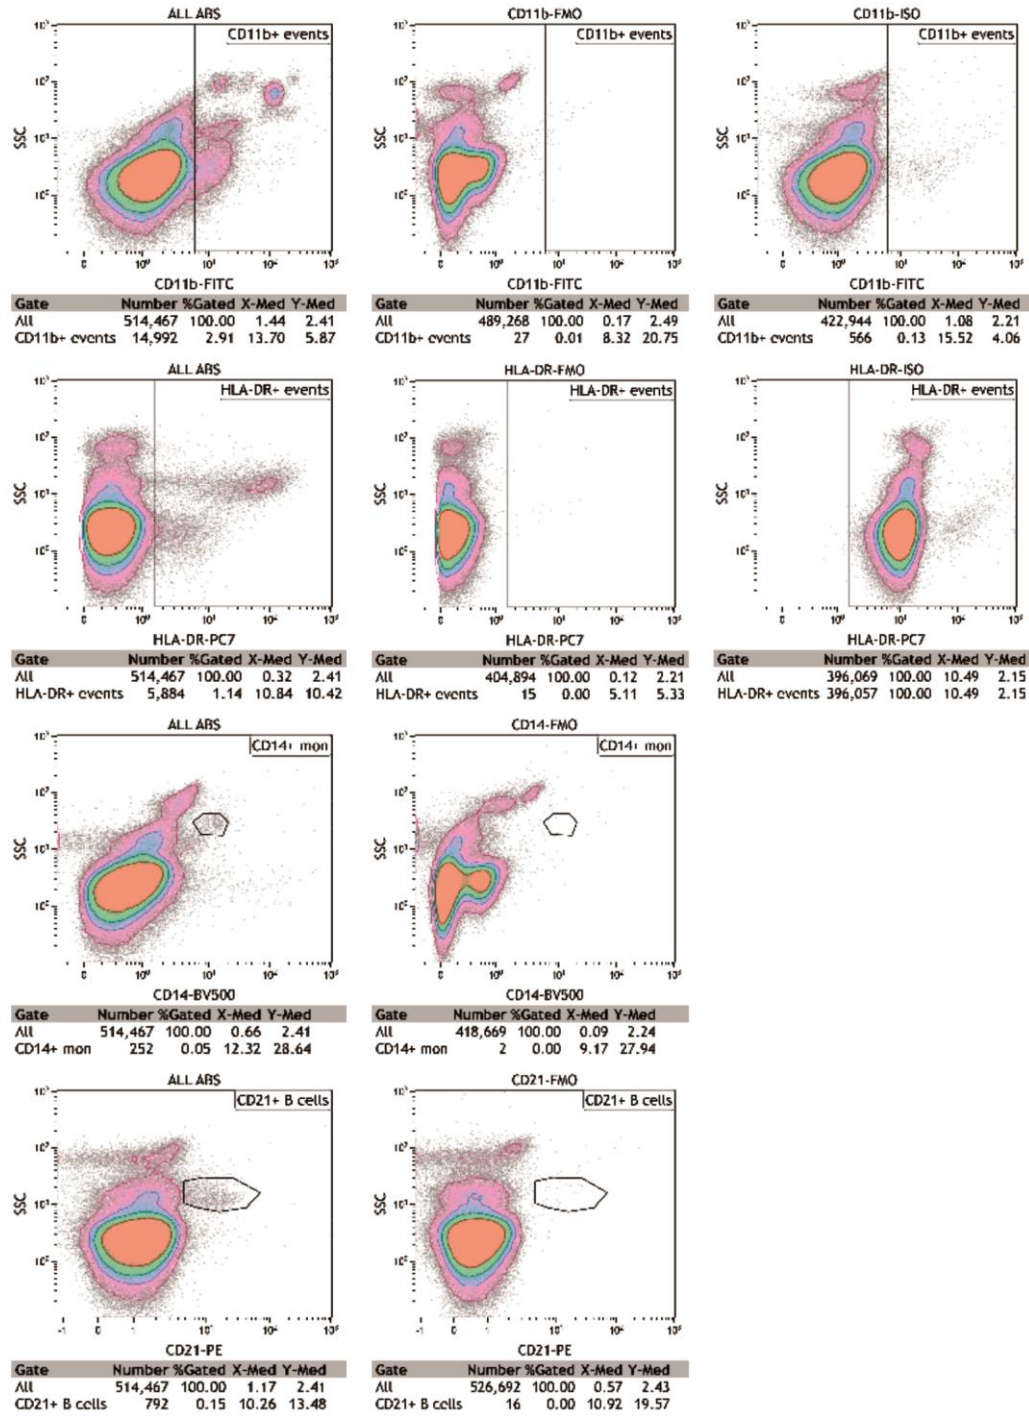 ALL ABS CD11b-FMO CD11b-ISO
CD11b+ events CD11b+ events CD11b+ events
SSC SSC SSC
CD11b-FITC CD11b-FITC CD11b-FITC
Gate Number %Gated X-Med Y-Med Gate Number %Gated X-Med Y-Med Gate Number %Gated X-Med Y-Med
All 514,467 100.00 1.44 2.41 All 489,268 100.00 0.17 2.49 All 422,944 100.00 1.08 2.21
CD11b+ events 14,992 2.91 13.70 5.87 CD11b+ events 27 0.01 8.32 20.75 CD11b+ events 566 0.13 15.52 4.06
ALL ABS HLA-DR-FMO HLA-DR-ISO
HLA-DR+ events HLA-DR+ events HLA-DR+ events
SSC SSC SSC
HLA-DR-PC7 HLA-DR-PC7 HLA-DR-PC7
Gate Number %Gated X-Med Y-Med Gate Number %Gated X-Med Y-Med Gate Number %Gated X-Med Y-Med
All 514,467 100.00 0.32 2.41 All 404,894 100.00 0.12 2.21 All 396,069 100.00 10.49 2.15
HLA-DR+ events 5,884 1.14 10.84 10.42 HLA-DR+ events 15 0.00 5.11 5.33 HLA-DR+ events 396,057 100.00 10.49 2.15
ALL ABS CD14-FMO
CD14+ mon CD14+ mon
SSC SSC
CD14-BV500 CD14-BV500
Gate Number %Gated X-Med Y-Med Gate Number %Gated X-Med Y-Med
All 514,467 100.00 0.66 2.41 All 418,669 100.00 0.09 2.24
CD14+ mon 252 0.05 12.32 28.64 CD14+ mon 2 0.00 9.17 27.94
ALL ABS CD21-FMO
CD21+ B cells CD21+ B cells
SSC SSC
-1 0 1 -1 0 1
CD21-PE CD21-PE
Gate Number %Gated X-Med Y-Med Gate Number %Gated X-Med Y-Med
All 514,467 100.00 1.17 2.41 All 526,692 100.00 0.57 2.43
CD21+ B cells 792 0.15 10.26 13.48 CD21+ B cells 16 0.00 10.92 19.57